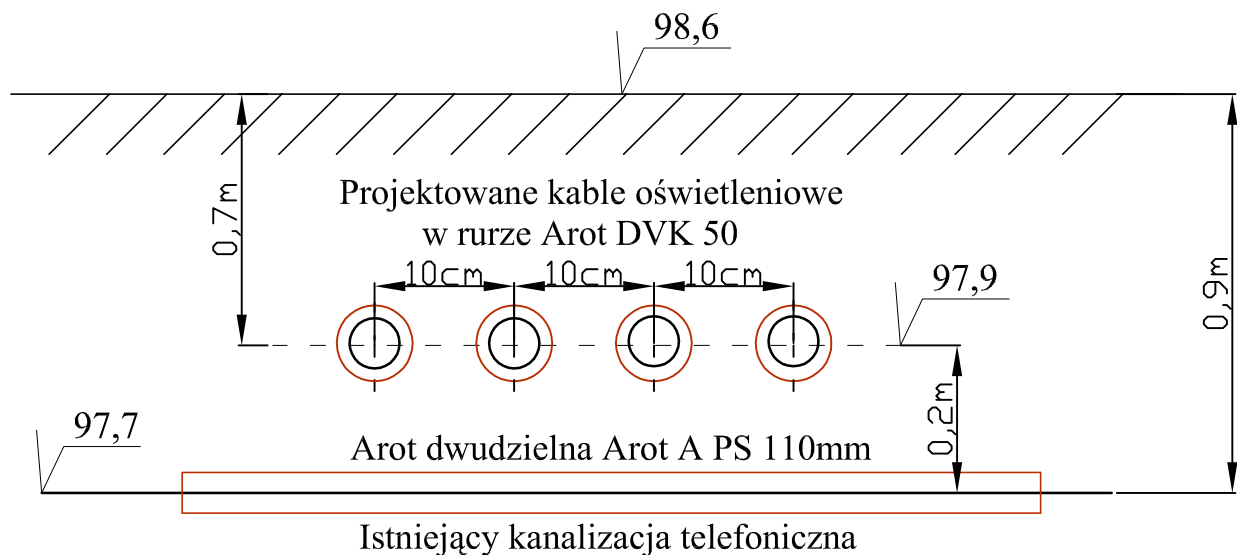 98,6
0,7m
Projektowane kable oświetleniowe
w rurze Arot DVK 50
10cm 10cm 10cm
97,9
0,9m
0,2m
97,7
Arot dwudzielna Arot A PS 110mm
Istniejący kanalizacja telefoniczna